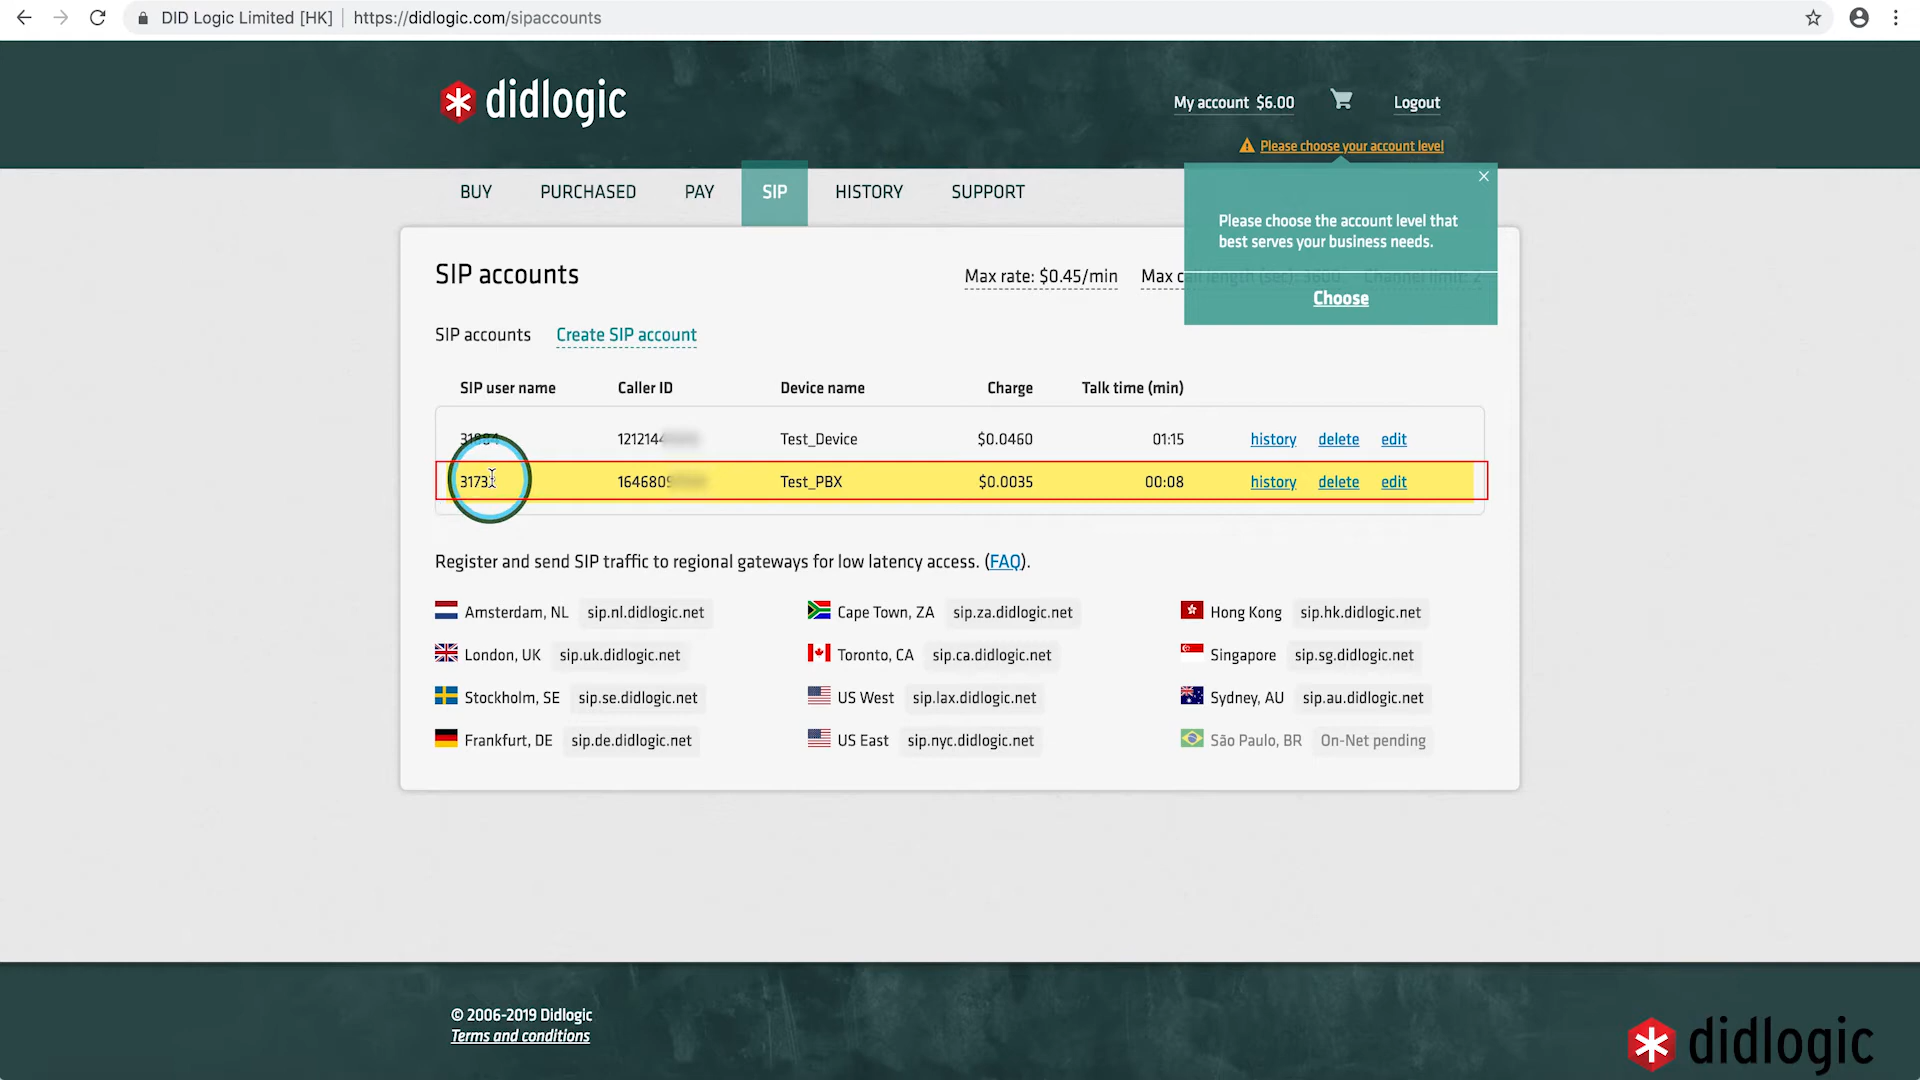 DID Logic Limited [HK] https://didlogic.com/sipaccounts
didlogic
My account $6.00 Logout
Please choose your account level
BUY PURCHASED PAY SIP HISTORY SUPPORT
Please choose the account level that
best serves your business needs.
Choose
SIP accounts Max rate: $0.45/min
SIP accounts Create SIP account
SIP user name Caller ID Device name Charge Talk time (min)
Test_Device $0.0460 01:15 history delete edit
Test_PBX $0.0035 00:08 history delete edit
Register and send SIP traffic to regional gateways for low latency access. (FAQ).
Amsterdam, NL sip.nl.didlogic.net Cape Town, ZA sip.za.didlogic.net Hong Kong sip.hk.didlogic.net
London, UK sip.uk.didlogic.net Toronto, CA sip.ca.didlogic.net Singapore sip.sg.didlogic.net
Stockholm, SE sip.se.didlogic.net US West sip.lax.didlogic.net Sydney, AU sip.au.didlogic.net
Frankfurt, DE sip.de.didlogic.net US East sip.nyc.didlogic.net São Paulo, BR On-Net pending
© 2006-2019 Didlogic
Terms and conditions
didlogic